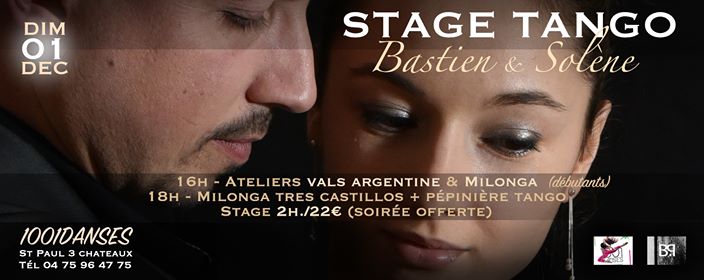 DIM
01
DEC
STAGE TANGO
Bastien & Solène
16H - ATELIERS VALS ARGENTINE & MILONGA (débutants)
18H - MILONGA TRES CASTILLOS + PÉPINIÈRE TANGO
STAGE 2H./22€ (SOIRÉE OFFERTE)
1001DANSES
ST PAUL 3 CHATEAUX
TÉL 04 75 96 47 75